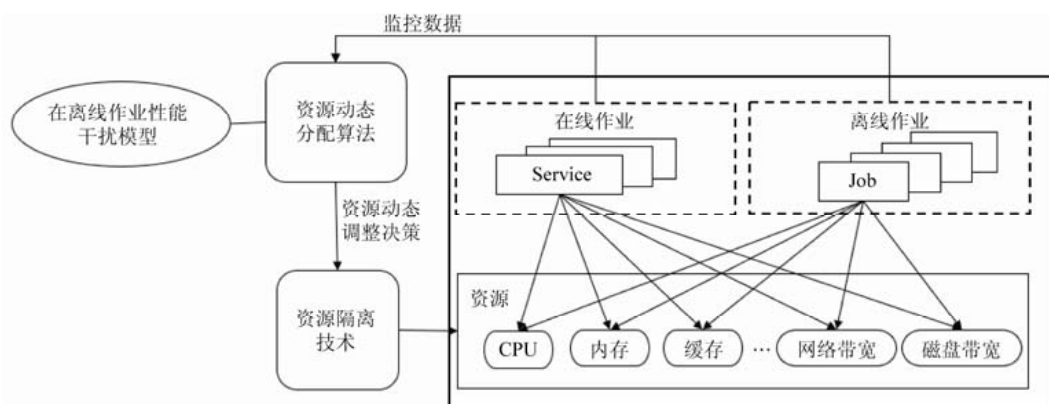 监控数据
在离线作业性能
干扰模型
资源动态
分配算法
在线作业
离线作业
Service
Job
资源动态
调整决策
资源隔离
技术
资源
CPU
内存
缓存
…
网络带宽
磁盘带宽